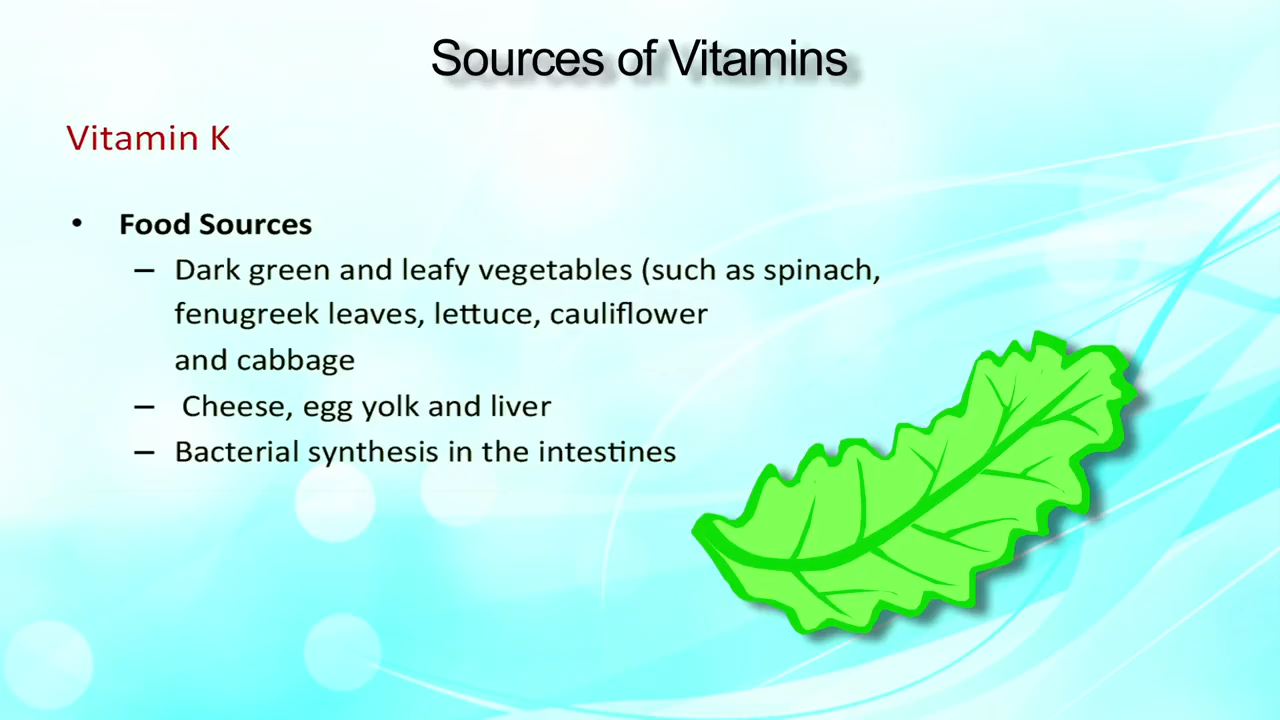 Sources of Vitamins
Vitamin K
• Food Sources
– Dark green and leafy vegetables (such as spinach,
fenugreek leaves, lettuce, cauliflower
and cabbage
– Cheese, egg yolk and liver
– Bacterial synthesis in the intestines